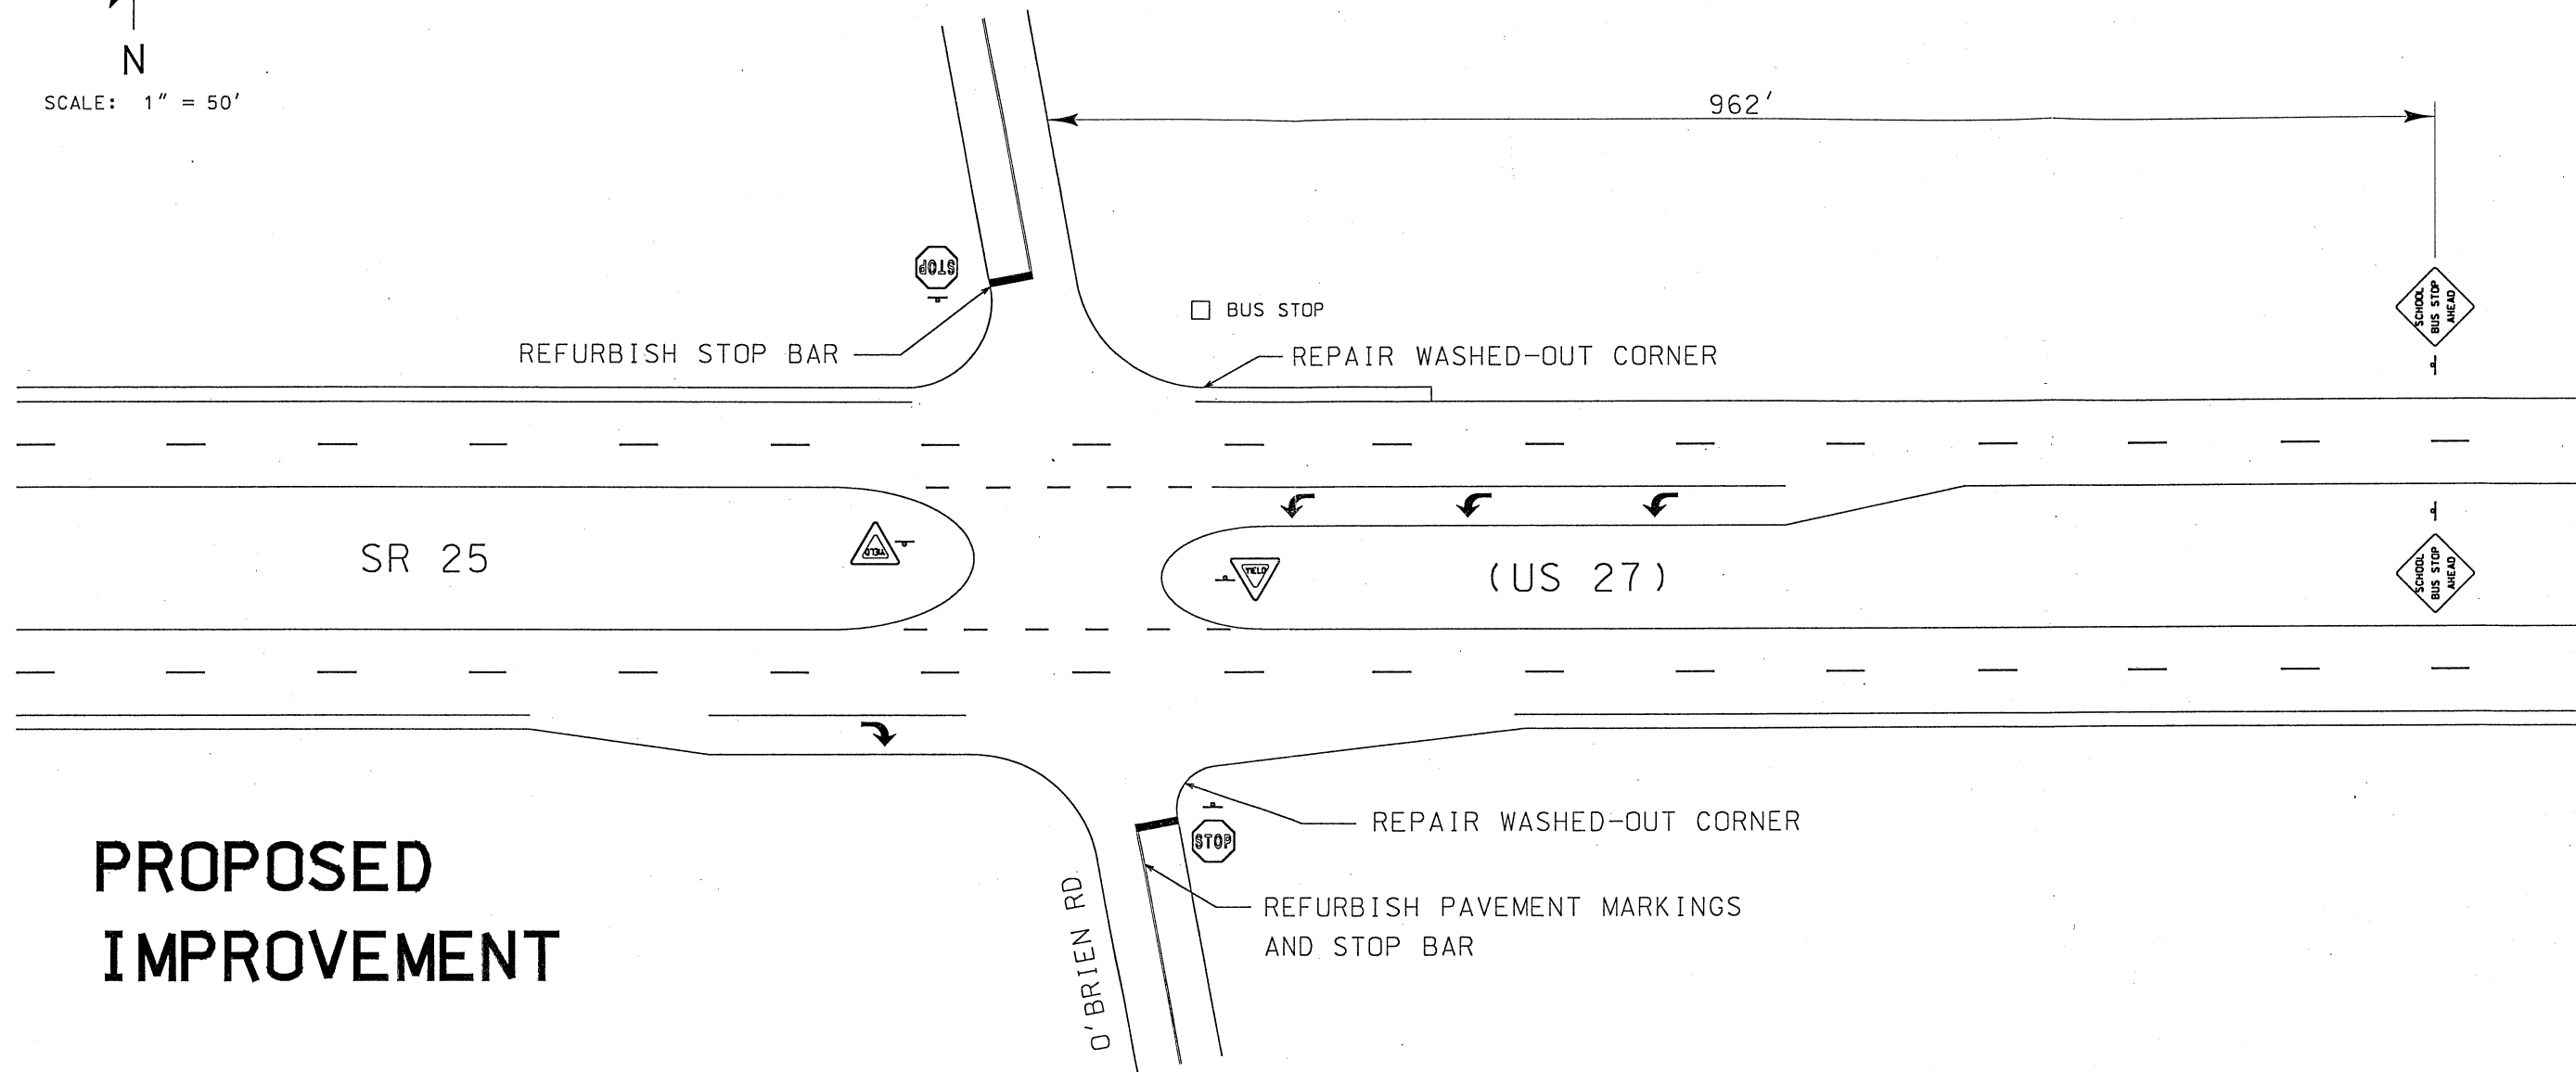 N
SCALE: 1" = 50'
962'
STOP
BUS STOP
SCHOOL
BUS STOP
AHEAD
REFURBISH STOP BAR
REPAIR WASHED-OUT CORNER
SR 25
YIELD
YIELD
(US 27)
SCHOOL
BUS STOP
AHEAD
REPAIR WASHED-OUT CORNER
STOP
PROPOSED
IMPROVEMENT
O'BRIEN RD.
REFURBISH PAVEMENT MARKINGS
AND STOP BAR